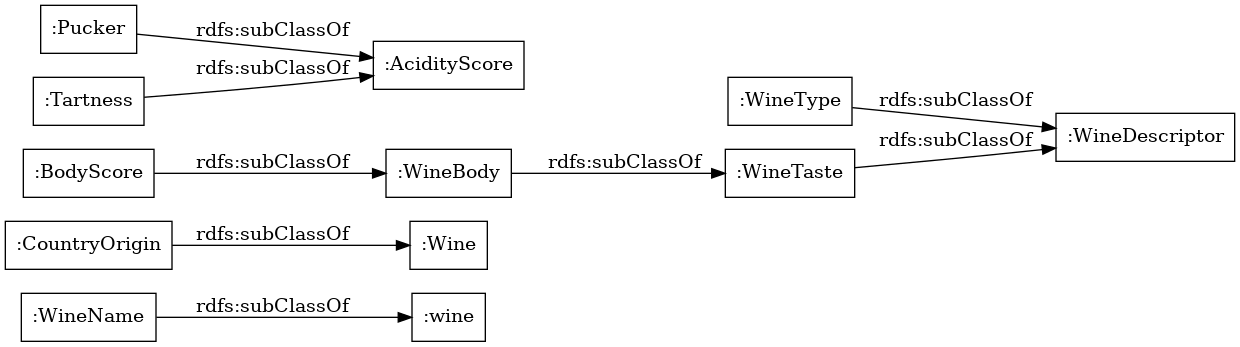 :Pucker
rdfs:subClassOf
:AcidityScore
:Tartness
rdfs:subClassOf
:WineType
rdfs:subClassOf
:WineDescriptor
:BodyScore
rdfs:subClassOf
:WineBody
rdfs:subClassOf
:WineTaste
rdfs:subClassOf
:CountryOrigin
rdfs:subClassOf
:Wine
:WineName
rdfs:subClassOf
:wine